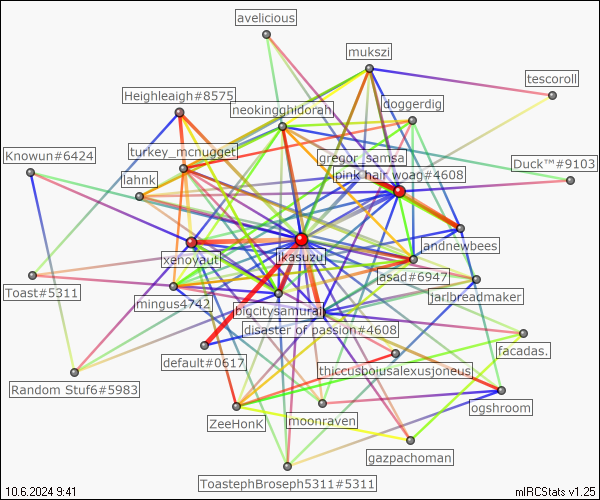 avelicious
mukszi
tescoroll
Heighleaigh#8575
neokingghidorah
doggerdig
Knowun#6424
turkey_mcnugget
gregor_samsa
Duck™#9103
lahnk
pink hair woag#4608
xenoyaut
ikasuzu
landnewbees
asad#6947
Toast#5311
mingus4742
jarlbreadmaker
bigcitysamurai
disaster of passion#4608
facadas.
default#0617
thiccusboiusalexusjoneus
Random Stuf6#5983
ZeeHonK
moonraven
ogshroom
gazpachoman
ToastephBroseph5311#5311
10.6.2024 9:41
mIRCStats v1.25